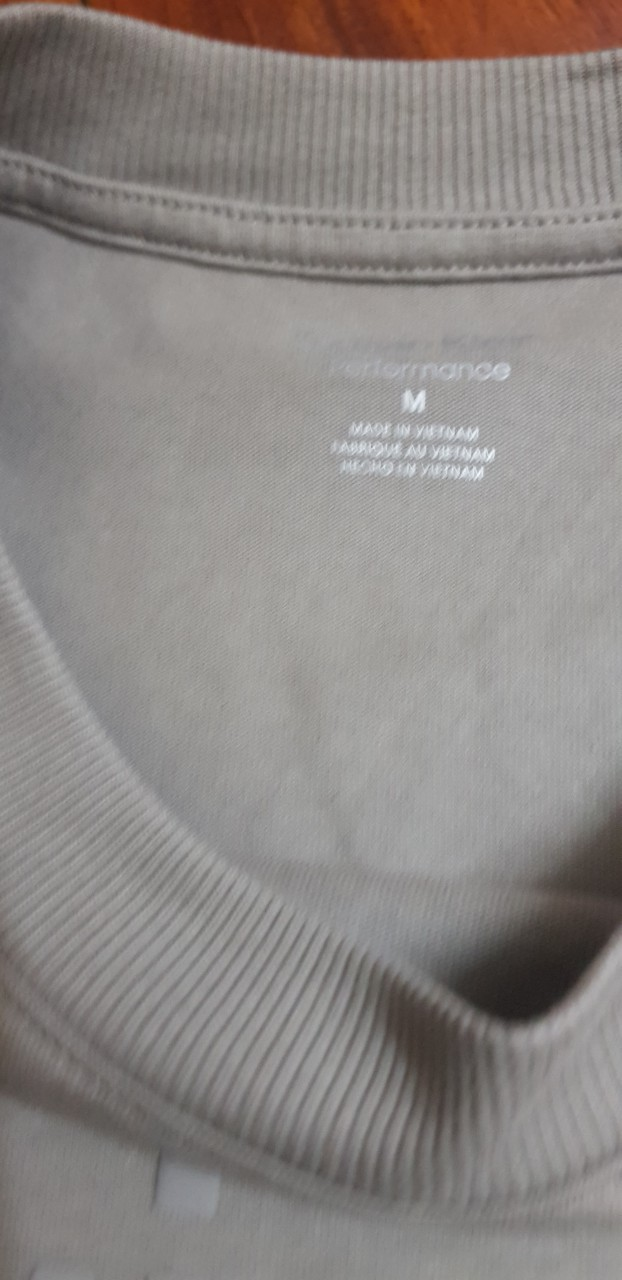 Performance
M
MADE IN VIETNAM
FABRIQUÉ AU VIETNAM
HECHO EN VIETNAM